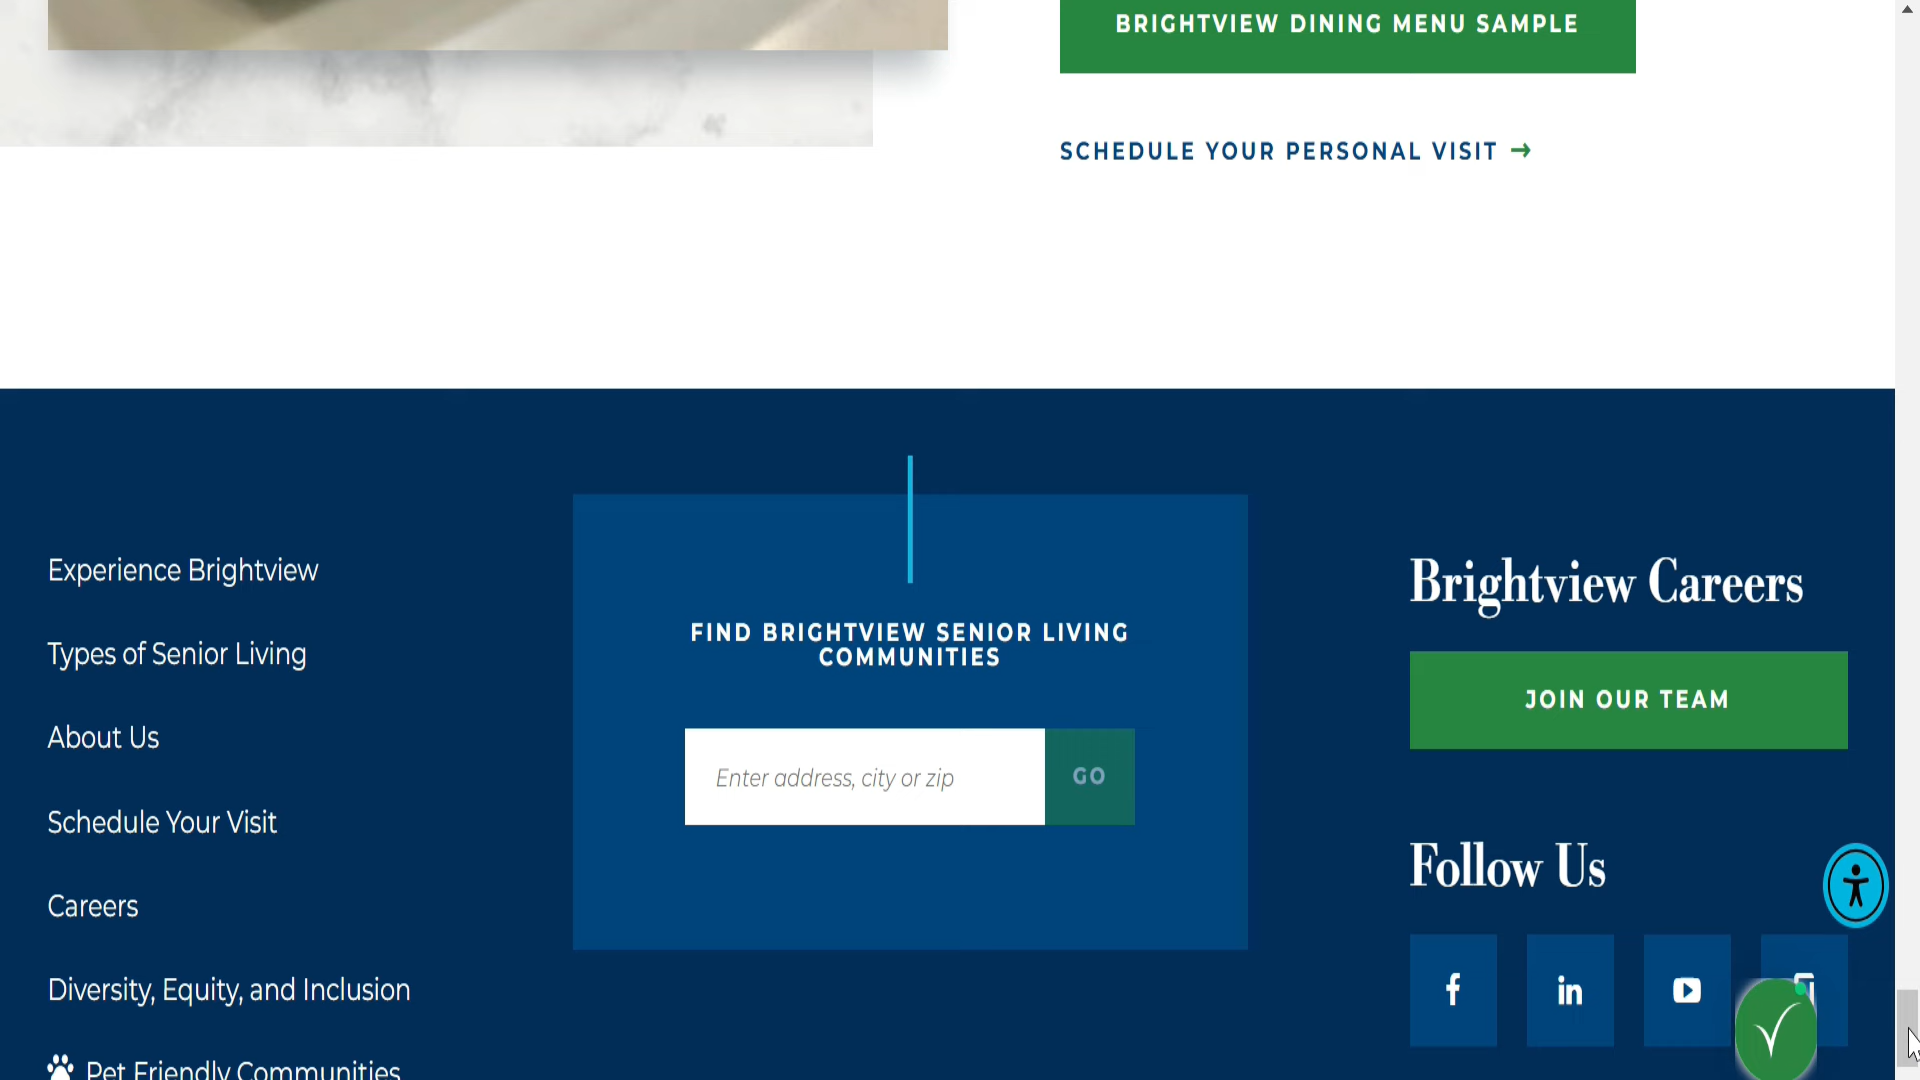 BRIGHTVIEW DINING MENU SAMPLE
SCHEDULE YOUR PERSONAL VISIT →
Experience Brightview
Types of Senior Living
About Us
Schedule Your Visit
Careers
Diversity, Equity, and Inclusion
Pet Friendly Communities
FIND BRIGHTVIEW SENIOR LIVING
COMMUNITIES
Enter address, city or zip
GO
Brightview Careers
JOIN OUR TEAM
Follow Us